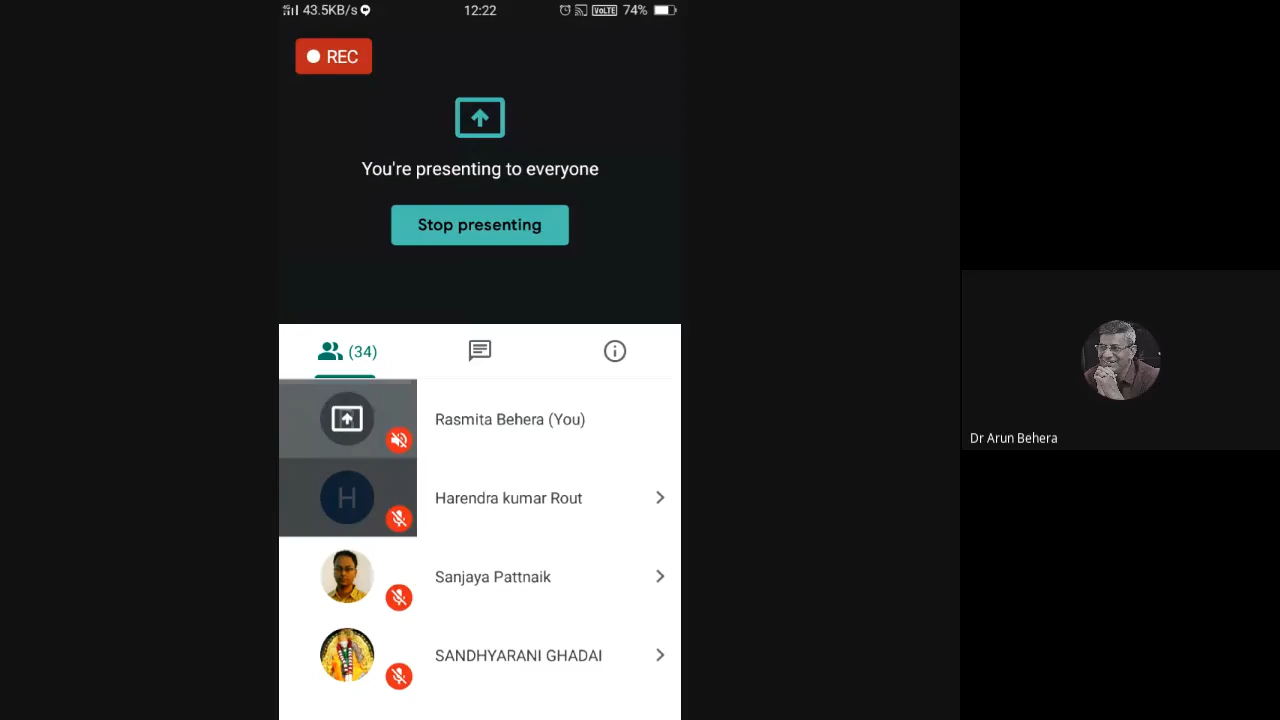 43.5KB/s
12:22
VoLTE 74%
REC
You're presenting to everyone
Stop presenting
(34)
Rasmita Behera (You)
H
Harendra kumar Rout
Sanjaya Pattnaik
SANDHYARANI GHADAI
Dr Arun Behera